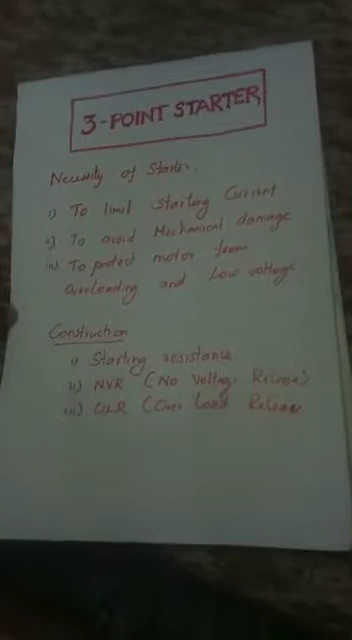 3-POINT STARTER
Necessity of Starter.
i) To limit Starting Current
ii) To avoid Mechanical damage
iii) To protect motor from
Overloading and Low voltage
Construction
i) Starting resistance
ii) NVR (No Voltage Release)
iii) OLR (Over Load Release